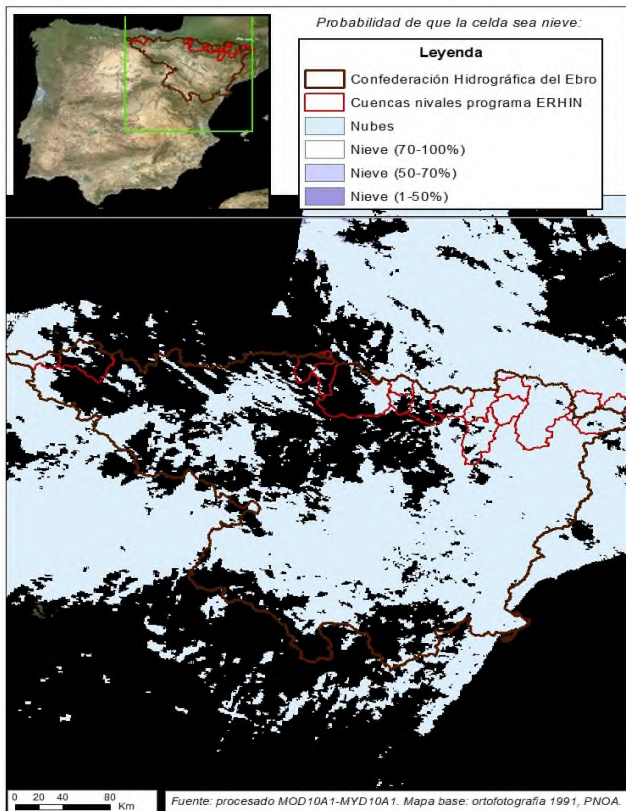 Probabilidad de que la celda sea nieve:
Leyenda
Confederación Hidrográfica del Ebro
Cuencas nivales programa ERHIN
Nubes
Nieve (70-100%)
Nieve (50-70%)
Nieve (1-50%)
0 20 40 80
Km
Fuente: procesado MOD10A1-MYD10A1. Mapa base: orofotografia 1991, PNOA.